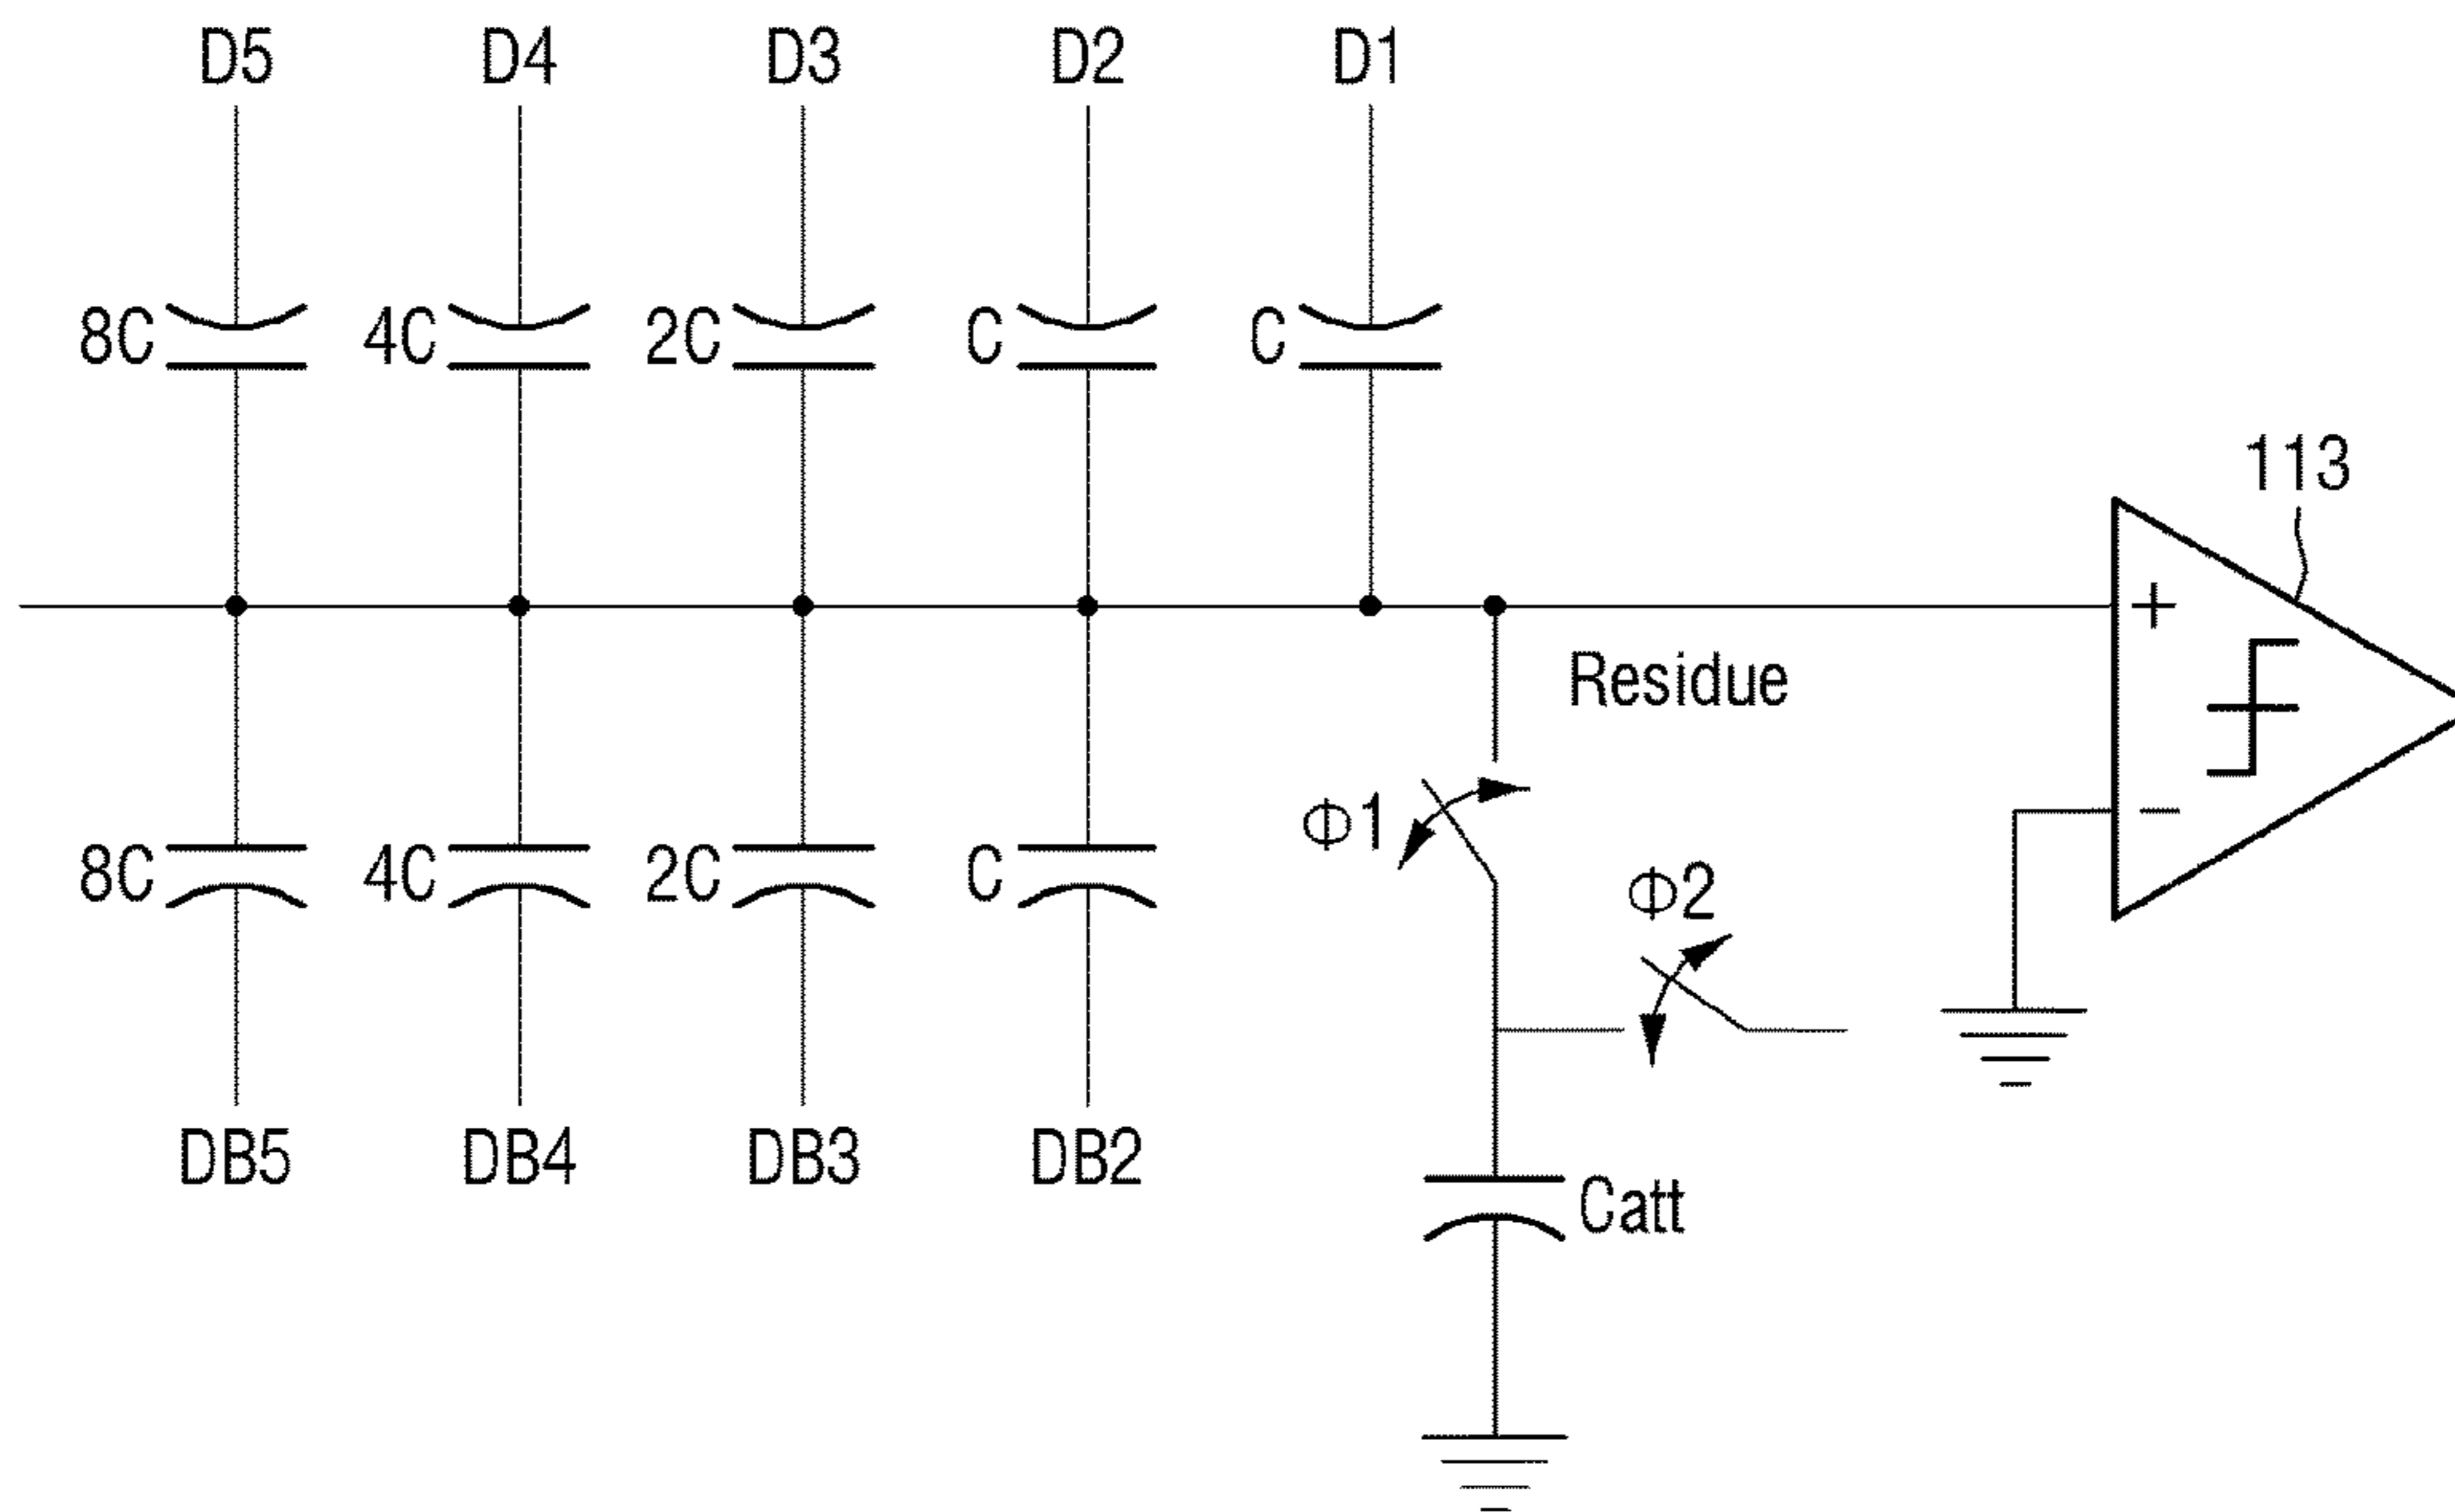 D5 D4 D3 D2 D1
8C 4C 2C C C
113
+
Residue
Φ1
−
8C 4C 2C C
Φ2
DB5 DB4 DB3 DB2
Catt